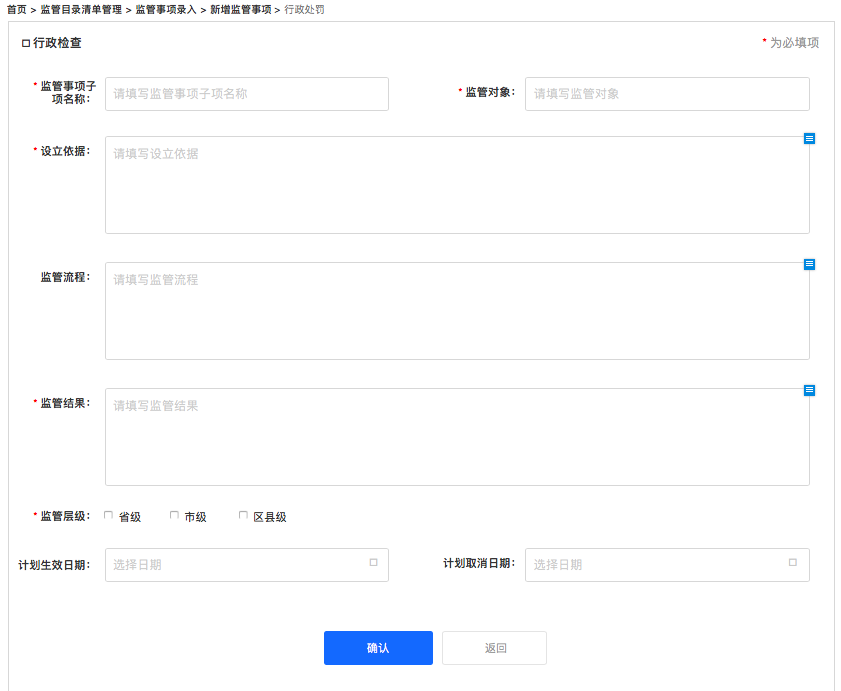 首页 > 监管目录清单管理 > 监管事项录入 > 新增监管事项 > 行政处罚
行政检查
* 为必填项
* 监管事项子
项名称：
请填写监管事项子项名称
* 监管对象：
请填写监管对象
* 设立依据：
请填写设立依据
监管流程：
请填写监管流程
* 监管结果：
请填写监管结果
* 监管层级： 省级 市级 区县级
计划生效日期：
选择日期
计划取消日期：
选择日期
确认
返回